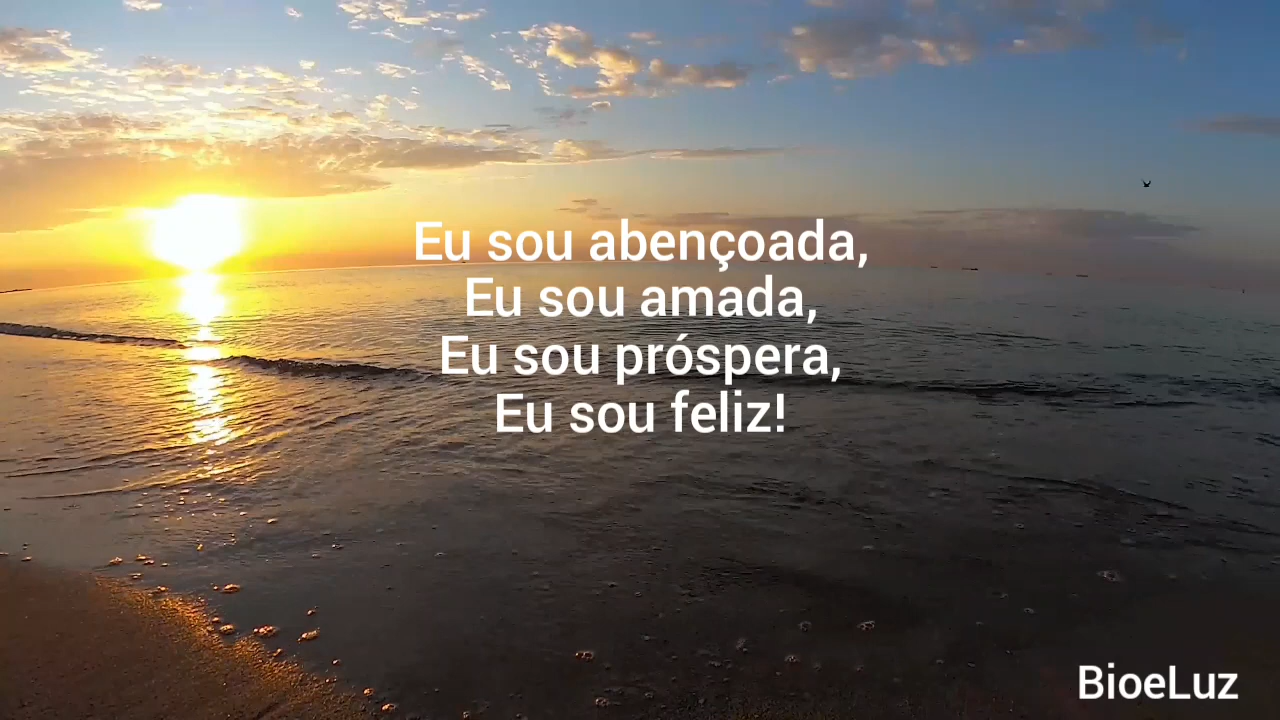 Eu sou abençoada,
Eu sou amada,
Eu sou próspera,
Eu sou feliz!
BioeLuz